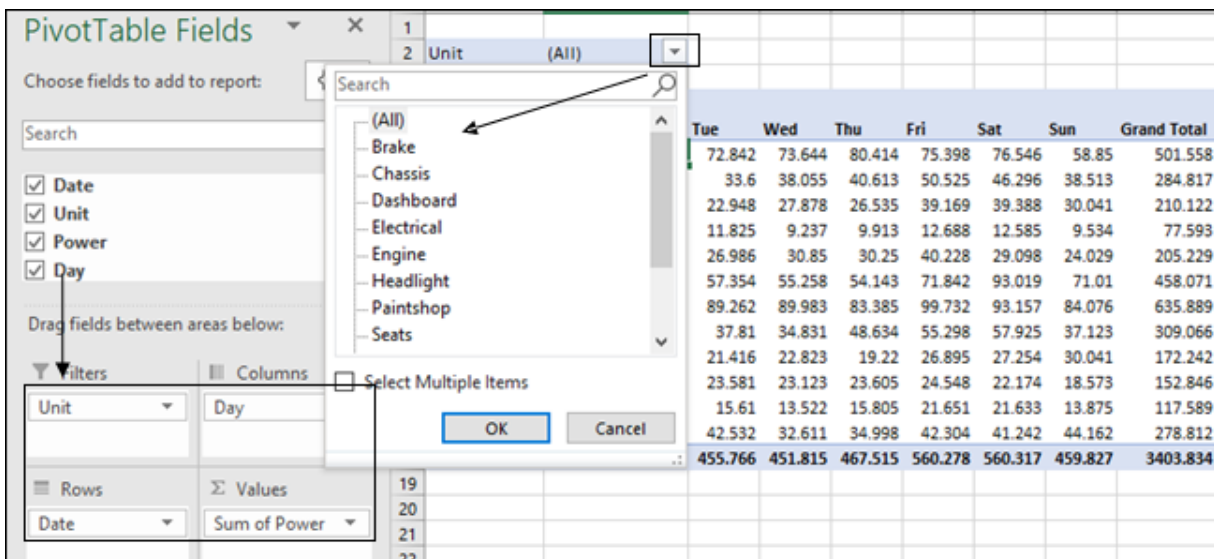 PivotTable Fields
Choose fields to add to report:
Search
Date
Unit
Power
Day
Drag fields between areas below:
Filters
Columns
Unit
Day
Rows
Σ Values
Date
Sum of Power
1
2 Unit (All)
Search
(All)
Brake
Chassis
Dashboard
Electrical
Engine
Headlight
Paintshop
Seats
Select Multiple Items
OK Cancel
Tue Wed Thu Fri Sat Sun Grand Total
72.842 73.644 80.414 75.398 76.546 58.85 501.558
33.6 38.055 40.613 50.525 46.296 38.513 284.817
22.948 27.878 26.535 39.169 39.388 30.041 210.122
11.825 9.237 9.913 12.688 12.585 9.534 77.593
26.986 30.85 30.25 40.228 29.098 24.029 205.229
57.354 55.258 54.143 71.842 93.019 71.01 458.071
89.262 89.983 83.385 99.732 93.157 84.076 635.889
37.81 34.831 48.634 55.298 57.925 37.123 309.066
21.416 22.823 19.22 26.895 27.254 30.041 172.242
23.581 23.123 23.605 24.548 22.174 18.573 152.846
15.61 13.522 15.805 21.651 21.633 13.875 117.589
42.532 32.611 34.998 42.304 41.242 44.162 278.812
455.766 451.815 467.515 560.278 560.317 459.827 3403.834
19
20
21